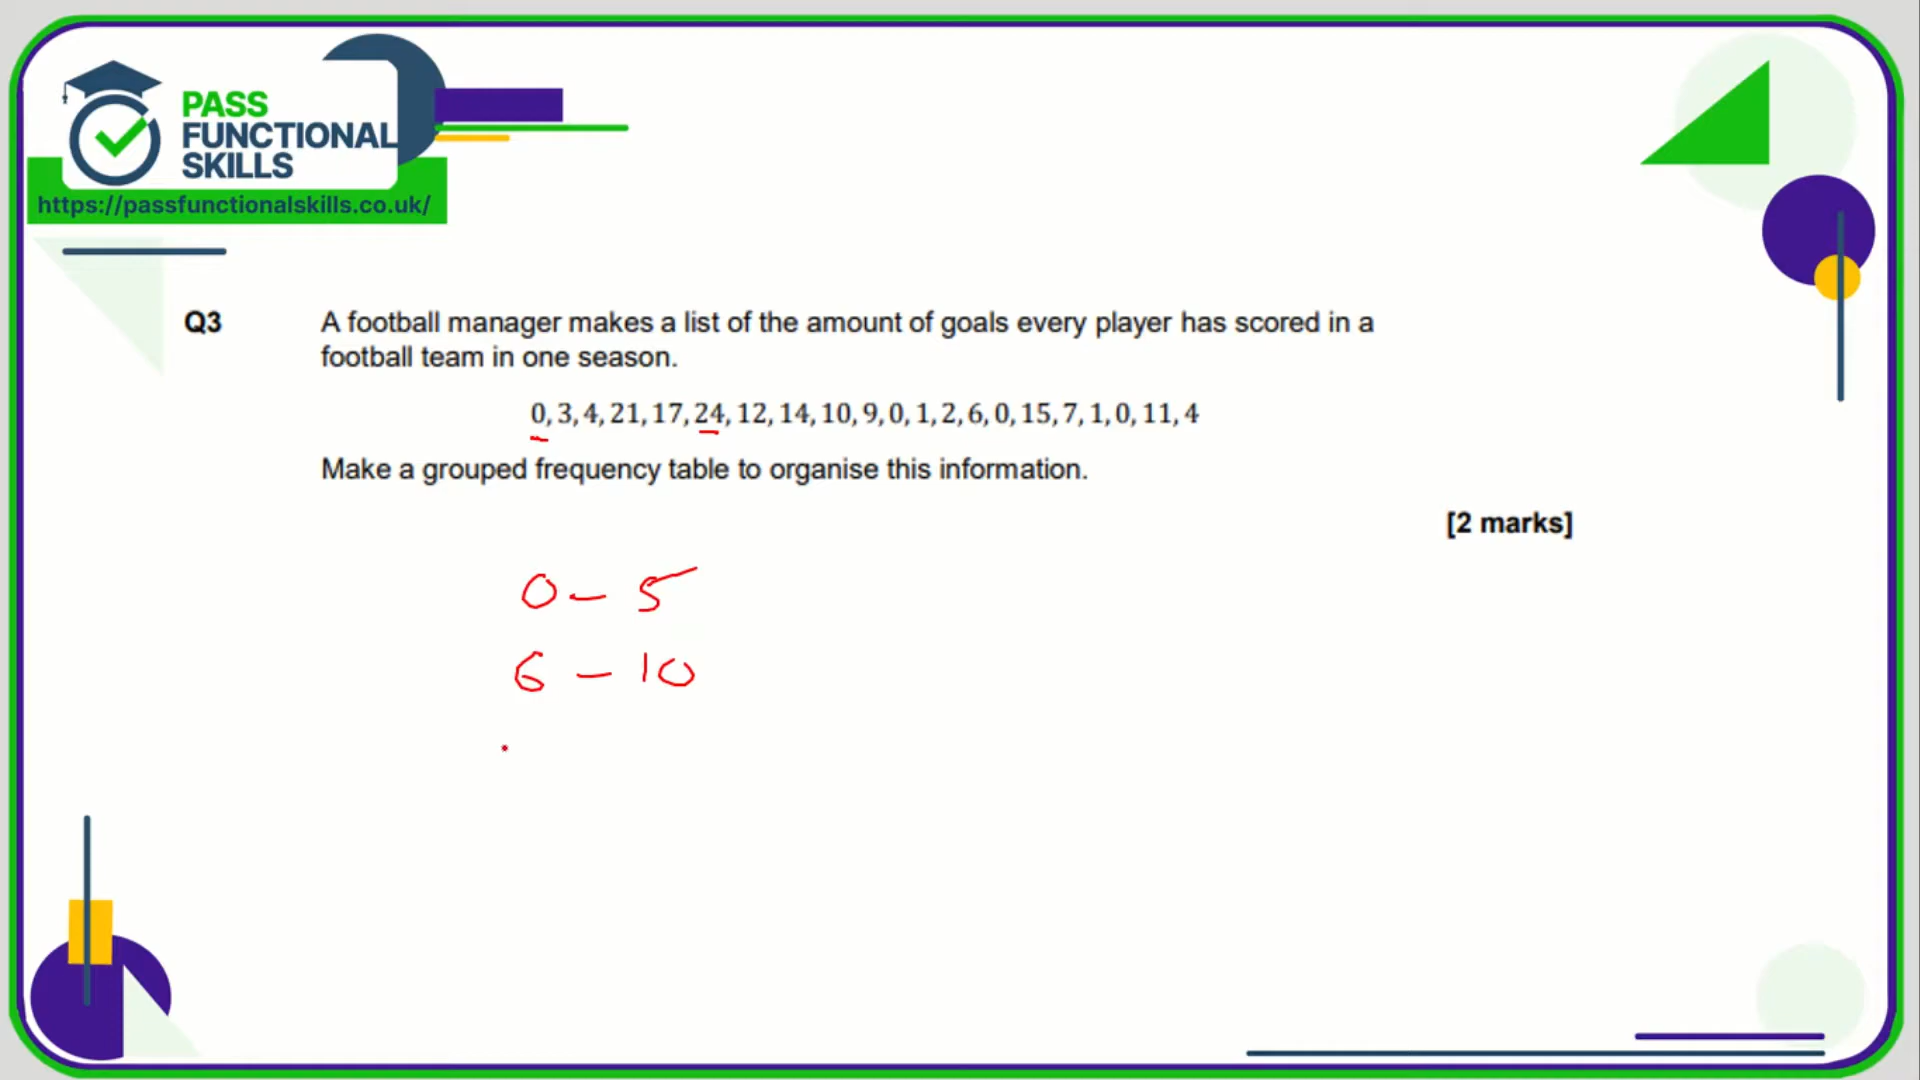 PASS
FUNCTIONAL
SKILLS
https://passfunctionalskills.co.uk/
Q3 A football manager makes a list of the amount of goals every player has scored in a
football team in one season.
0, 3, 4, 21, 17, 24, 12, 14, 10, 9, 0, 1, 2, 6, 0, 15, 7, 1, 0, 11, 4
Make a grouped frequency table to organise this information.
[2 marks]
0 – 5
6 – 10